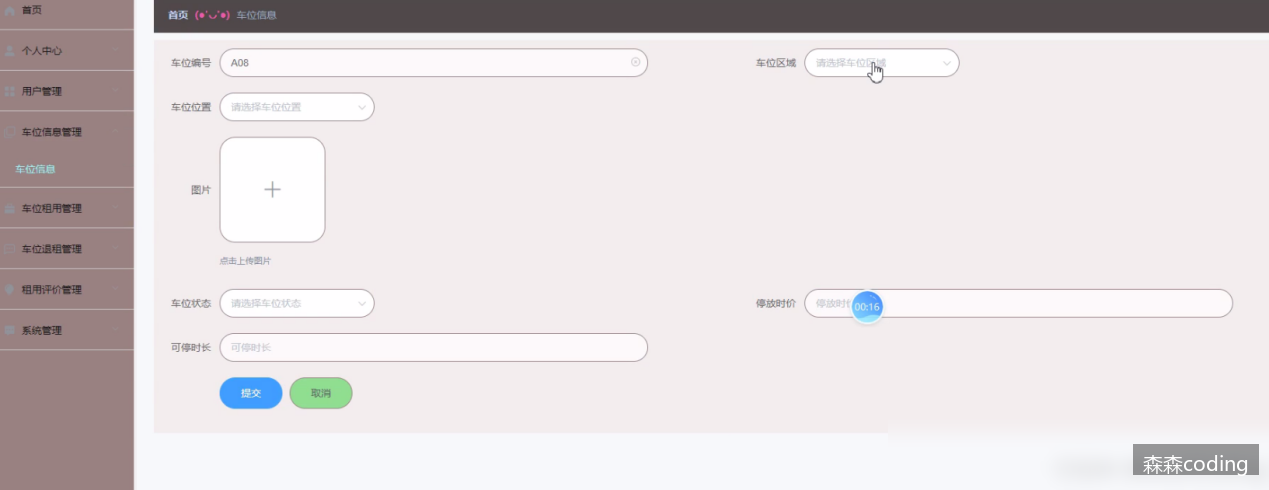 首页
首页 (●'◡'●) 车位信息
个人中心
用户管理
车位信息管理
车位信息
车位租用管理
车位退租管理
租用评价管理
系统管理
车位编号 A08
车位区域 请选择车位区域
车位位置 请选择车位位置
图片
点击上传图片
车位状态 请选择车位状态
停放时价 停放时价
00:16
可停时长 可停时长
提交 取消
森森coding